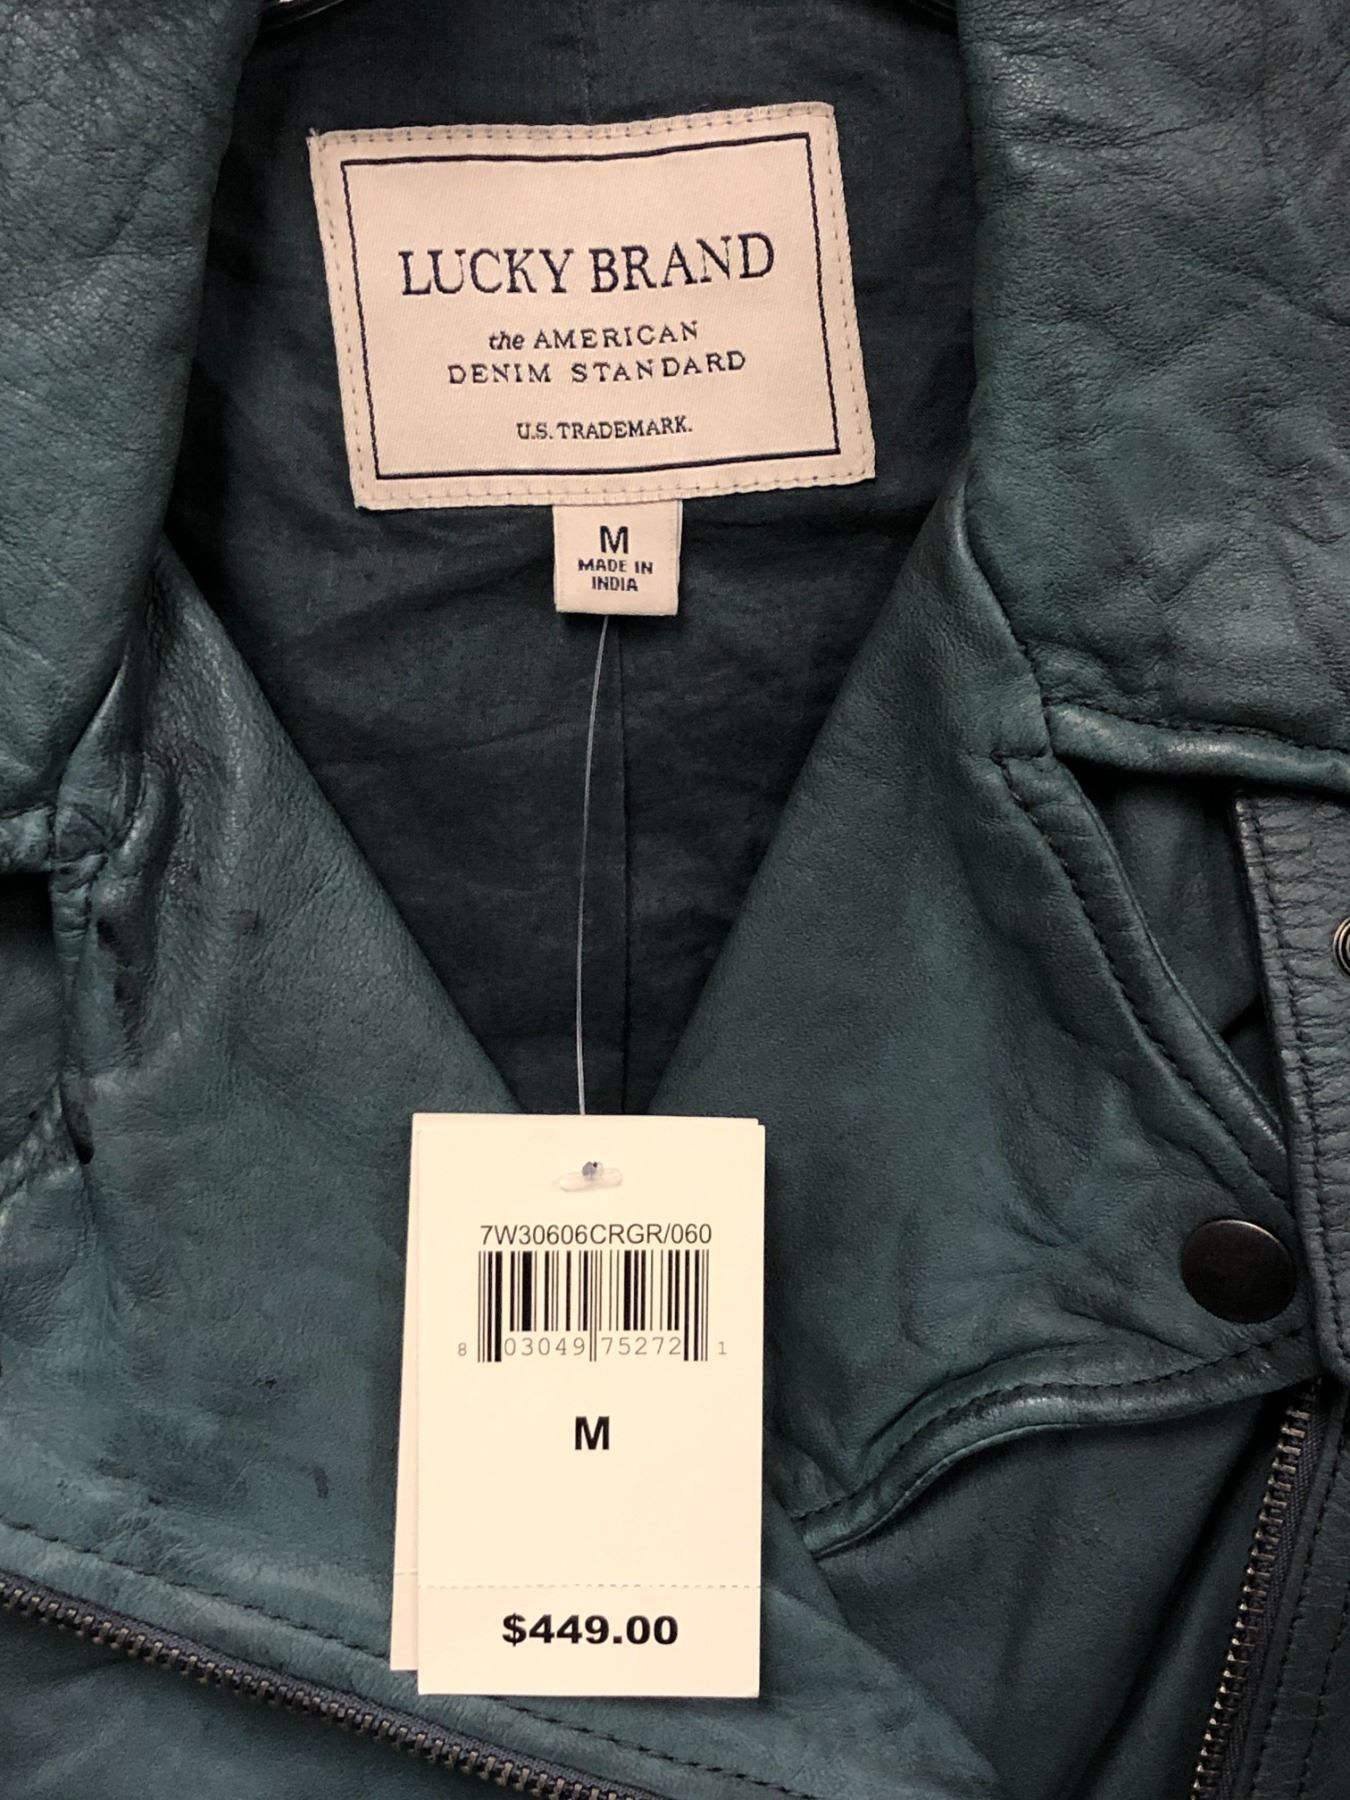 LUCKY BRAND
the AMERICAN
DENIM STANDARD
U.S. TRADEMARK.
M
MADE IN
INDIA
7W30606CRGR/060
8 03049 75272 1
M
$449.00